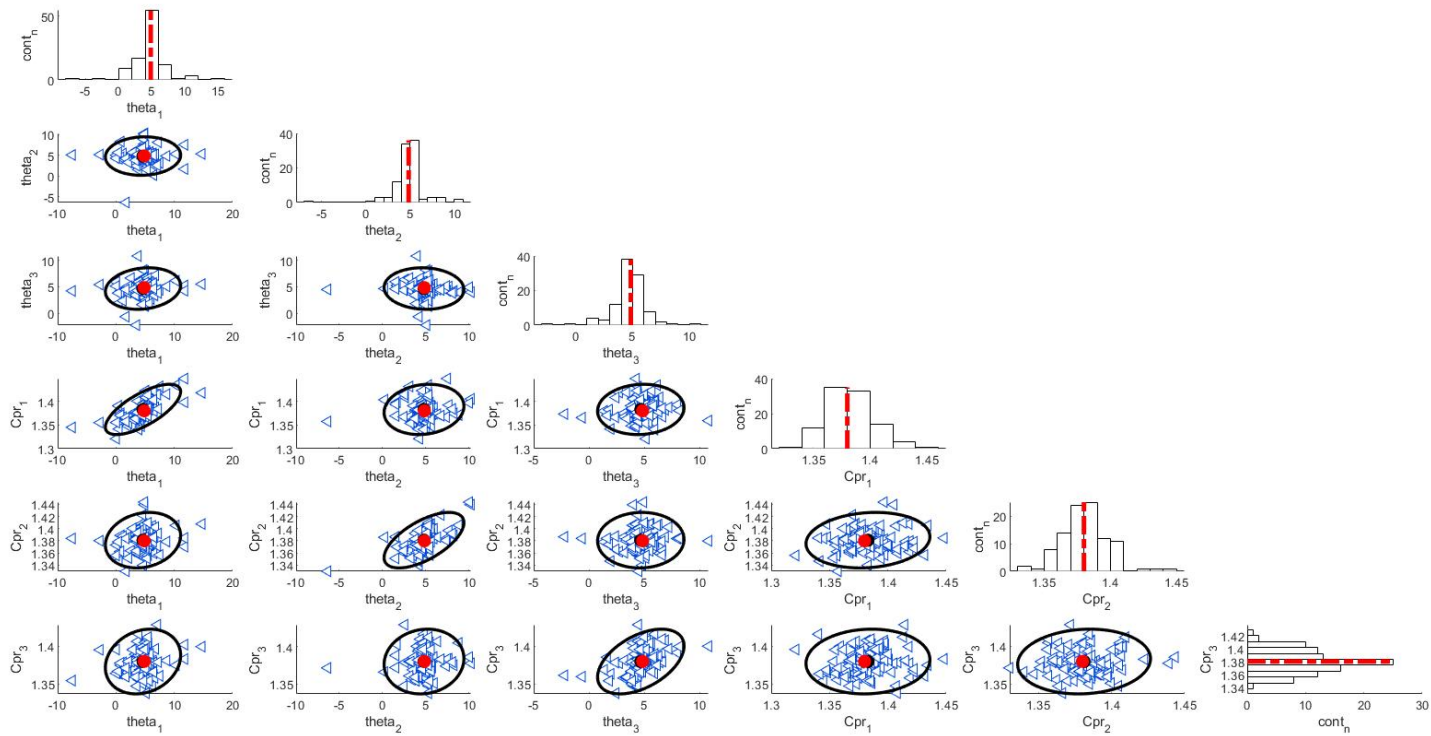 50
cont_n
0
-5 0 5 10 15
theta_1
10
5
0
-5
theta_2
-10 0 10 20
theta_1
40
20
0
cont_n
-5 0 5 10
theta_2
10
5
0
theta_3
-10 0 10 20
theta_1
10
5
0
theta_3
-10 -5 0 5 10
theta_2
40
20
0
cont_n
0 5 10
theta_3
1.4
1.35
1.3
Cpr_1
-10 0 10 20
theta_1
1.4
1.35
1.3
Cpr_1
-10 -5 0 5 10
theta_2
1.4
1.35
1.3
Cpr_1
-5 0 5 10
theta_3
40
20
0
cont_n
1.35 1.4 1.45
Cpr_1
1.44
1.42
1.4
1.38
1.36
1.34
Cpr_2
-10 0 10 20
theta_1
1.44
1.42
1.4
1.38
1.36
1.34
Cpr_2
-10 -5 0 5 10
theta_2
1.44
1.42
1.4
1.38
1.36
1.34
Cpr_2
-5 0 5 10
theta_3
1.44
1.42
1.4
1.38
1.36
1.34
Cpr_2
1.3 1.35 1.4 1.45
Cpr_1
20
10
0
cont_n
1.35 1.4 1.45
Cpr_2
1.4
1.35
Cpr_3
-10 0 10 20
theta_1
1.4
1.35
Cpr_3
-10 -5 0 5 10
theta_2
1.4
1.35
Cpr_3
-5 0 5 10
theta_3
1.4
1.35
Cpr_3
1.3 1.35 1.4 1.45
Cpr_1
1.4
1.35
Cpr_3
1.35 1.4 1.45
Cpr_2
1.42
1.4
1.38
1.36
1.34
Cpr_3
0 10 20 30
cont_n